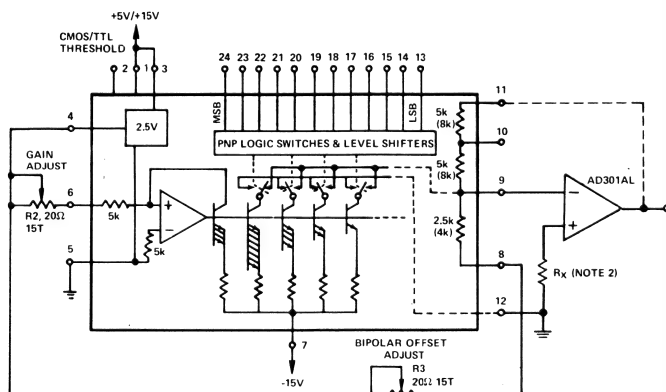 +5V/+15V
CMOS/TTL
THRESHOLD
2 1 3
24 23 22 21 20 19 18 17 16 15 14 13
MSB
LSB
11
4
2.5V
PNP LOGIC SWITCHES & LEVEL SHIFTERS
5k
(8k)
10
GAIN
ADJUST
5k
(8k)
AD301AL
6
5k
+
−
9
−
+
R2, 20Ω
15T
2.5k
(4k)
5
5k
8
RX (NOTE 2)
12
7
BIPOLAR OFFSET
ADJUST
-15V
R3
20Ω 15T